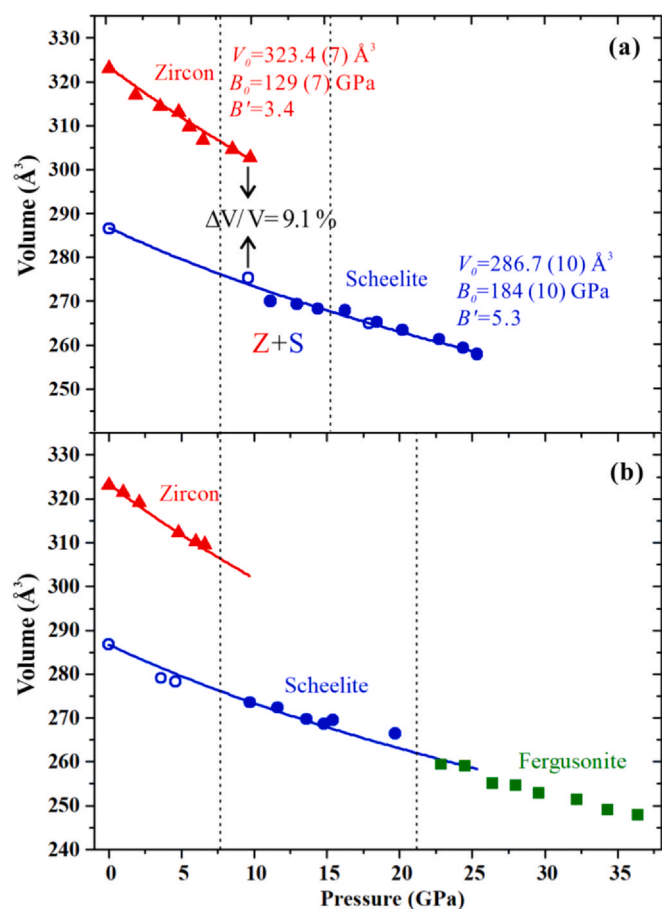 (a)
Zircon
V₀=323.4 (7) Å³
B₀=129 (7) GPa
B'=3.4
ΔV/V=9.1 %
Scheelite
V₀=286.7 (10) Å³
B₀=184 (10) GPa
B'=5.3
Z+S
Volume (Å³)
330
320
310
300
290
280
270
260
250
(b)
Zircon
Scheelite
Fergusonite
Volume (Å³)
330
320
310
300
290
280
270
260
250
240
0 5 10 15 20 25 30 35
Pressure (GPa)